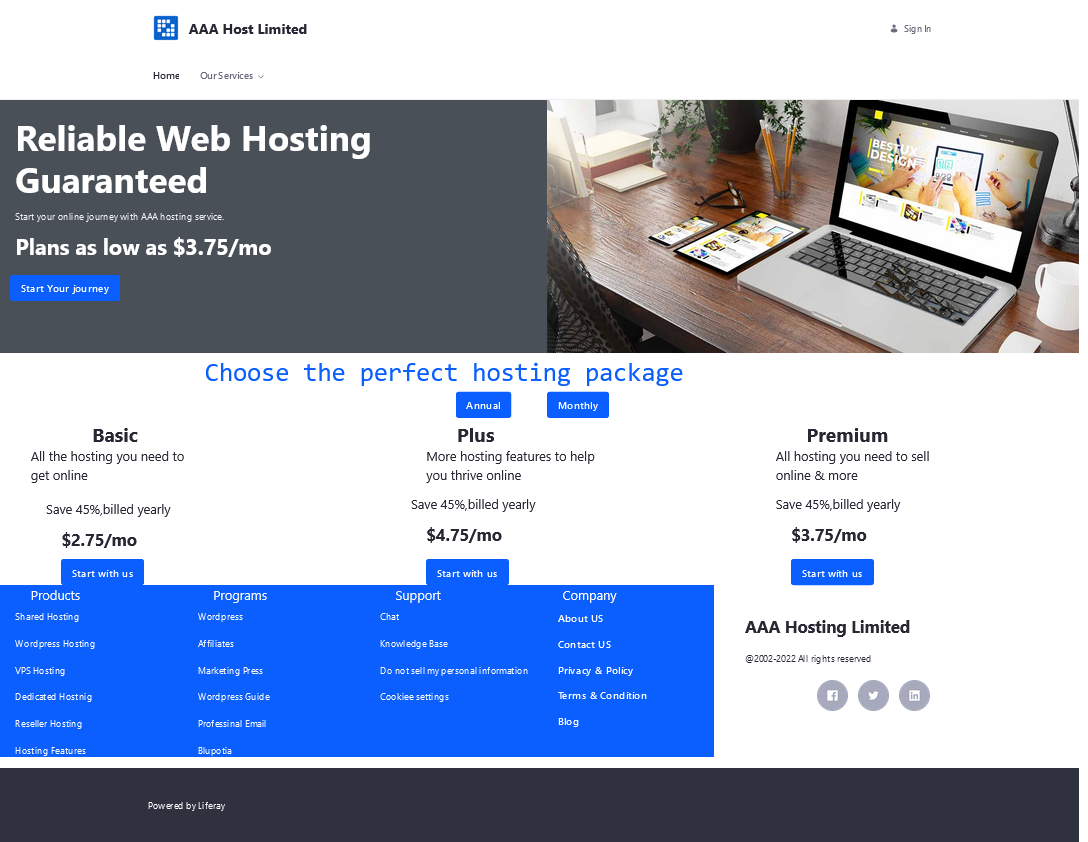 AAA Host Limited
Sign In
Home
Our Services
Reliable Web Hosting
Guaranteed
Start your online journey with AAA hosting service.
Plans as low as $3.75/mo
Start Your journey
BESTUX
DESIGN
Choose the perfect hosting package
Annual
Monthly
Basic
All the hosting you need to
get online
Save 45%,billed yearly
$2.75/mo
Start with us
Plus
More hosting features to help
you thrive online
Save 45%,billed yearly
$4.75/mo
Start with us
Premium
All hosting you need to sell
online & more
Save 45%,billed yearly
$3.75/mo
Start with us
Products
Shared Hosting
Wordpress Hosting
VPS Hosting
Dedicated Hostnig
Reseller Hosting
Hosting Features
Programs
Wordpress
Affiliates
Marketing Press
Wordpress Guide
Professinal Email
Blupotia
Support
Chat
Knowledge Base
Do not sell my personal information
Cookiee settings
Company
About US
Contact US
Privacy & Policy
Terms & Condition
Blog
AAA Hosting Limited
@2002-2022 All rights reserved
Powered by Liferay